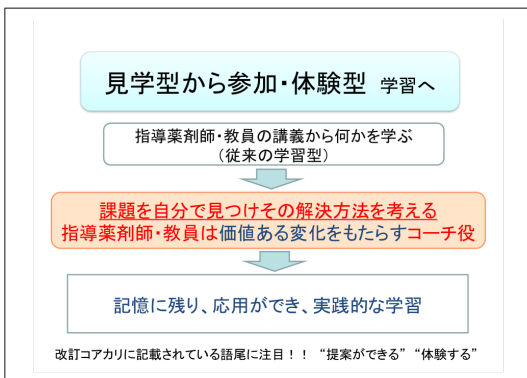 見学型から参加・体験型 学習へ
指導薬剤師・教員の講義から何かを学ぶ
（従来の学習型）
課題を自分で見つけその解決方法を考える
指導薬剤師・教員は価値ある変化をもたらすコーチ役
記憶に残り、応用ができ、実践的な学習
改訂コアカリに記載されている語尾に注目！！ “提案ができる” “体験する”